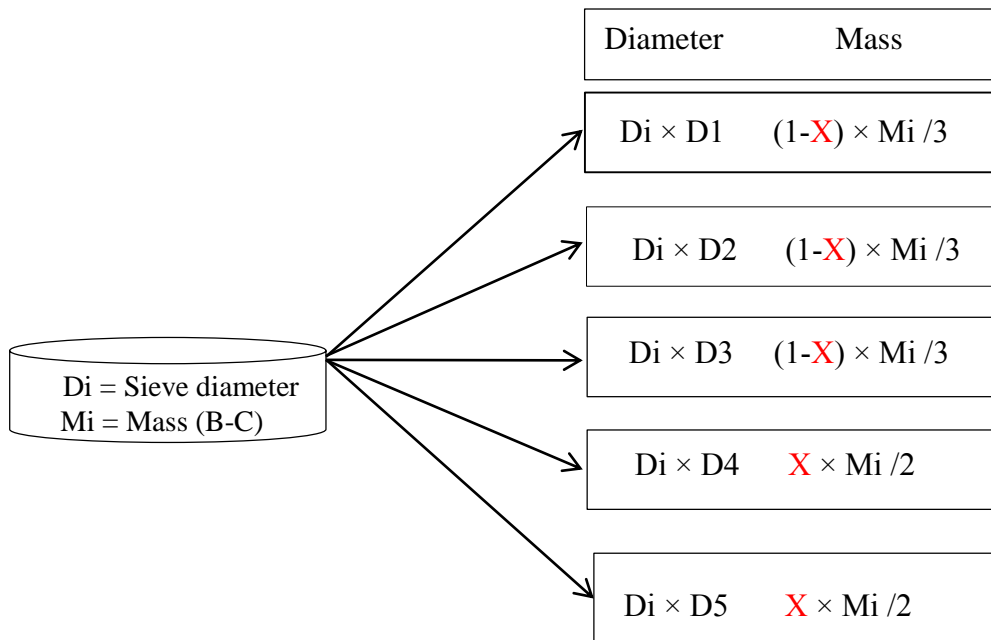 Diameter Mass
Di × D1 (1-X) × Mi /3
Di × D2 (1-X) × Mi /3
Di × D3 (1-X) × Mi /3
Di = Sieve diameter
Mi = Mass (B-C)
Di × D4 X × Mi /2
Di × D5 X × Mi /2